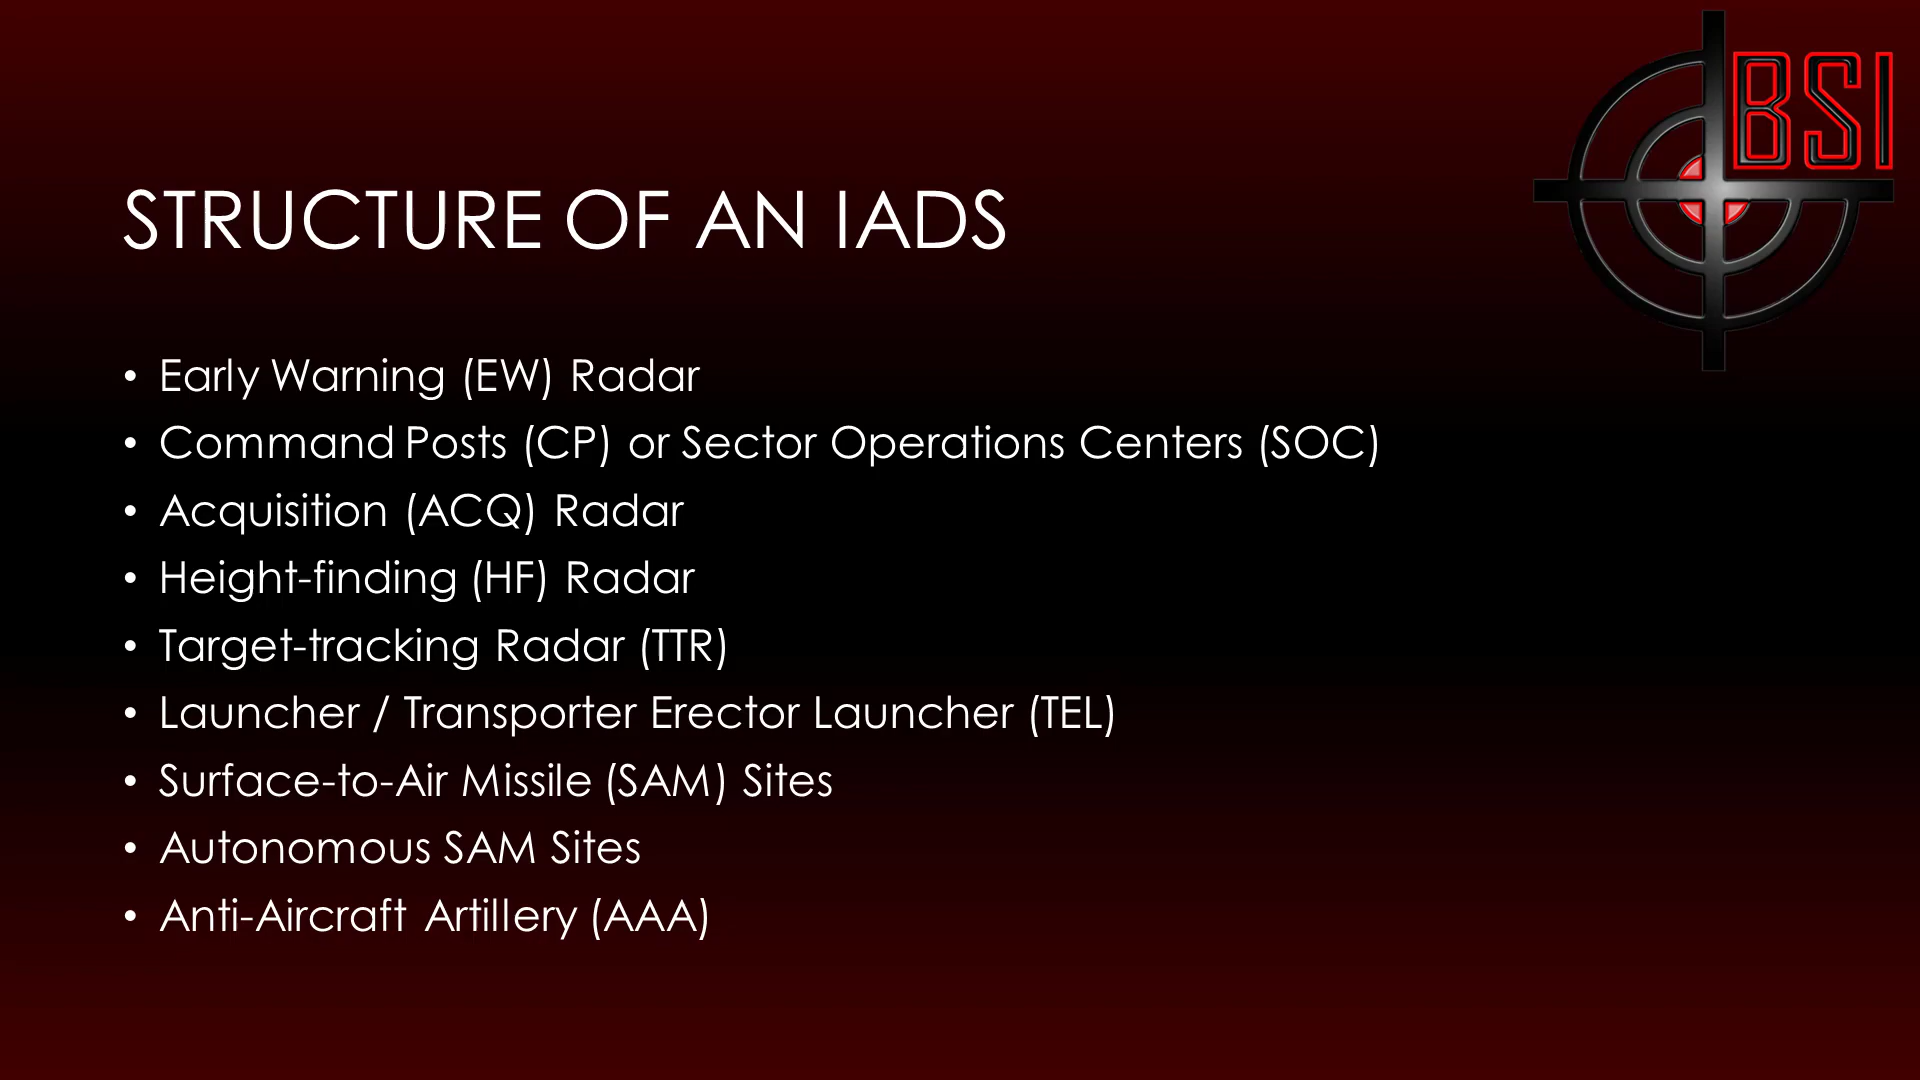 BSI
STRUCTURE OF AN IADS
• Early Warning (EW) Radar
• Command Posts (CP) or Sector Operations Centers (SOC)
• Acquisition (ACQ) Radar
• Height-finding (HF) Radar
• Target-tracking Radar (TTR)
• Launcher / Transporter Erector Launcher (TEL)
• Surface-to-Air Missile (SAM) Sites
• Autonomous SAM Sites
• Anti-Aircraft Artillery (AAA)